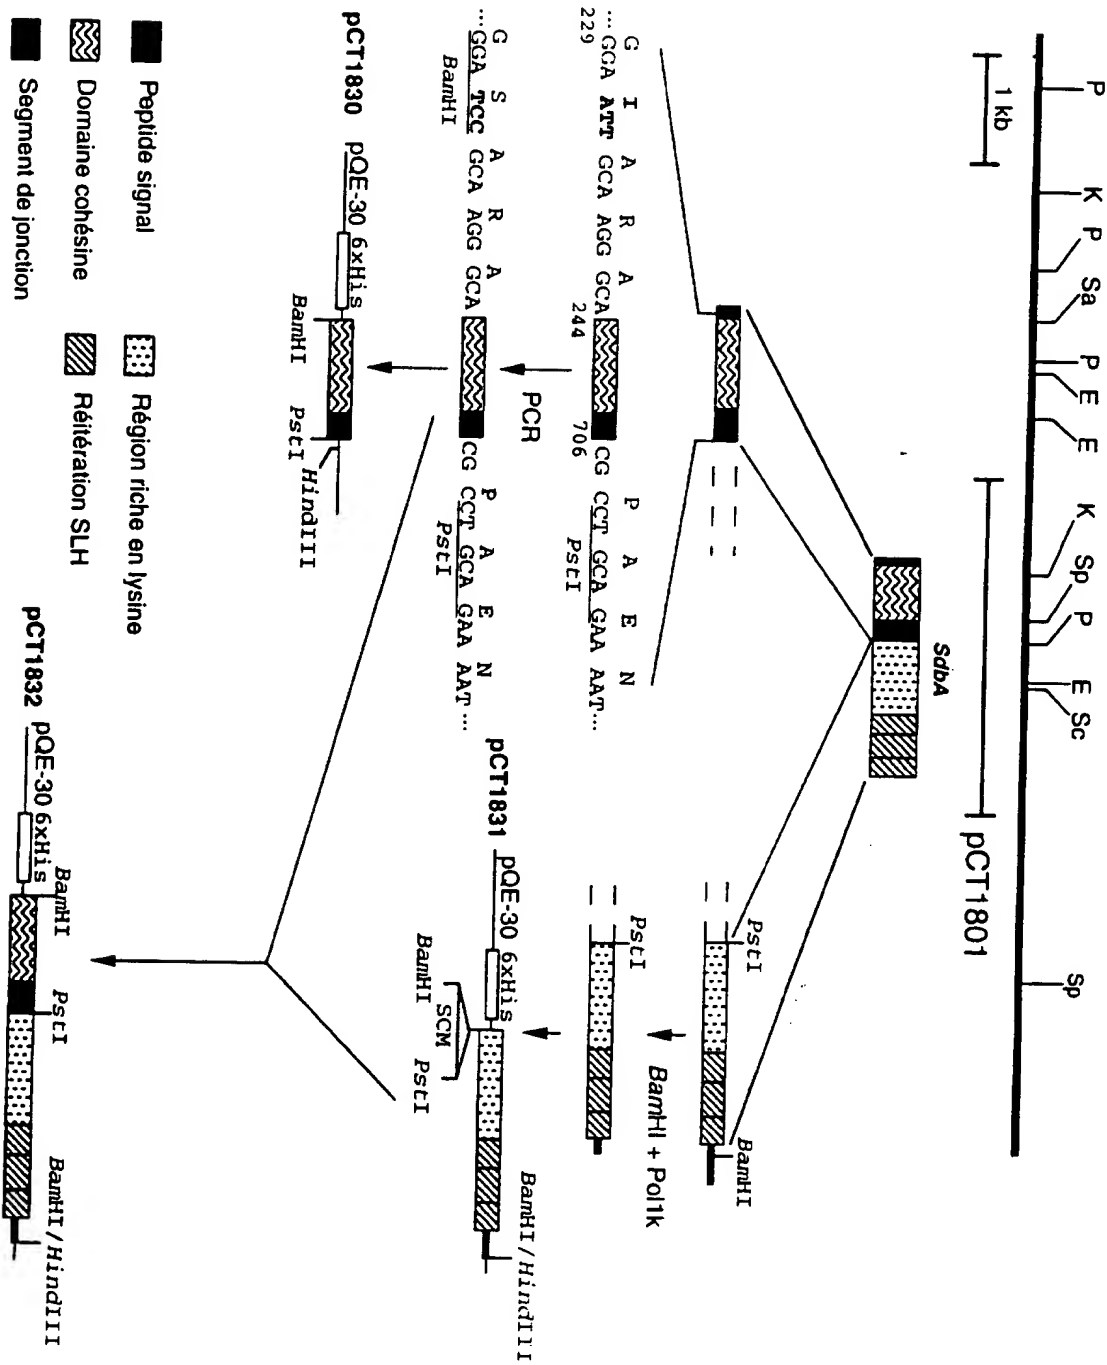 P K P Sa P E E K Sp P E Sc Sp
1 kb
pCT1801
SdbA
PstI BamHI
G I A R A P A E N
...GGA ATT GCA AGG GCA CG CCT GCA GAA AAT...
229 244 706 PstI
PstI
BamHI + Pol1k
PCR
G S A R A P A E N
...GGA TCC GCA AGG GCA CG CCT GCA GAA AAT...
BamHI PstI
pCT1831 pQE-30 6xHis BamHI/HindIII
BamHI SCM PstI
pCT1830 pQE-30 6xHis
BamHI PstI HindIII
pCT1832 pQE-30 6xHis BamHI PstI BamHI/HindIII
Peptide signal
Région riche en lysine
Domaine cohésine
Réitération SLH
Segment de jonction